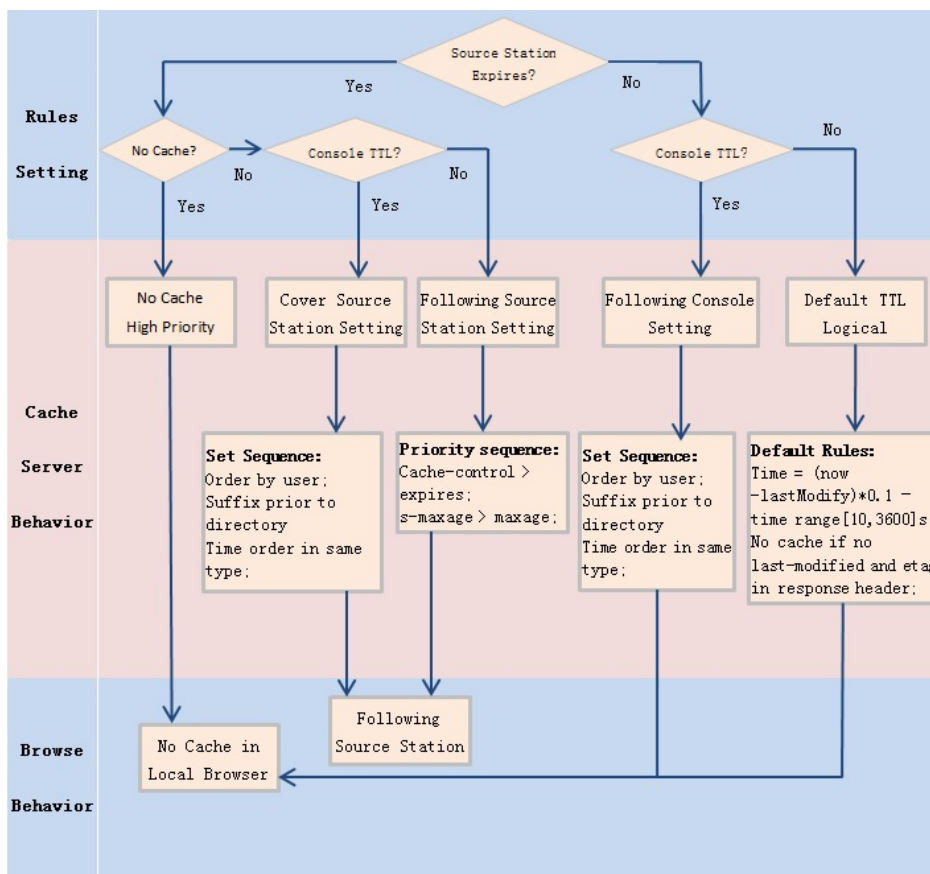 Source Station
Expires?
Yes
No
Rules
Setting
No Cache?
No
Console TTL?
No
Console TTL?
No
Yes
Yes
Yes
Cache
Server
Behavior
No Cache
High Priority
Cover Source
Station Setting
Following Source
Station Setting
Following Console
Setting
Default TTL
Logical
Set Sequence:
Order by user;
Suffix prior to
directory
Time order in same
type;
Priority sequence:
Cache-control >
expires;
s-maxage > maxage;
Set Sequence:
Order by user;
Suffix prior to
directory
Time order in same
type;
Default Rules:
Time = (now
-lastModify)*0.1 -
time range[10,3600]s
No cache if no
last-modified and etag
in response header;
Browse
Behavior
No Cache in
Local Browser
Following
Source Station